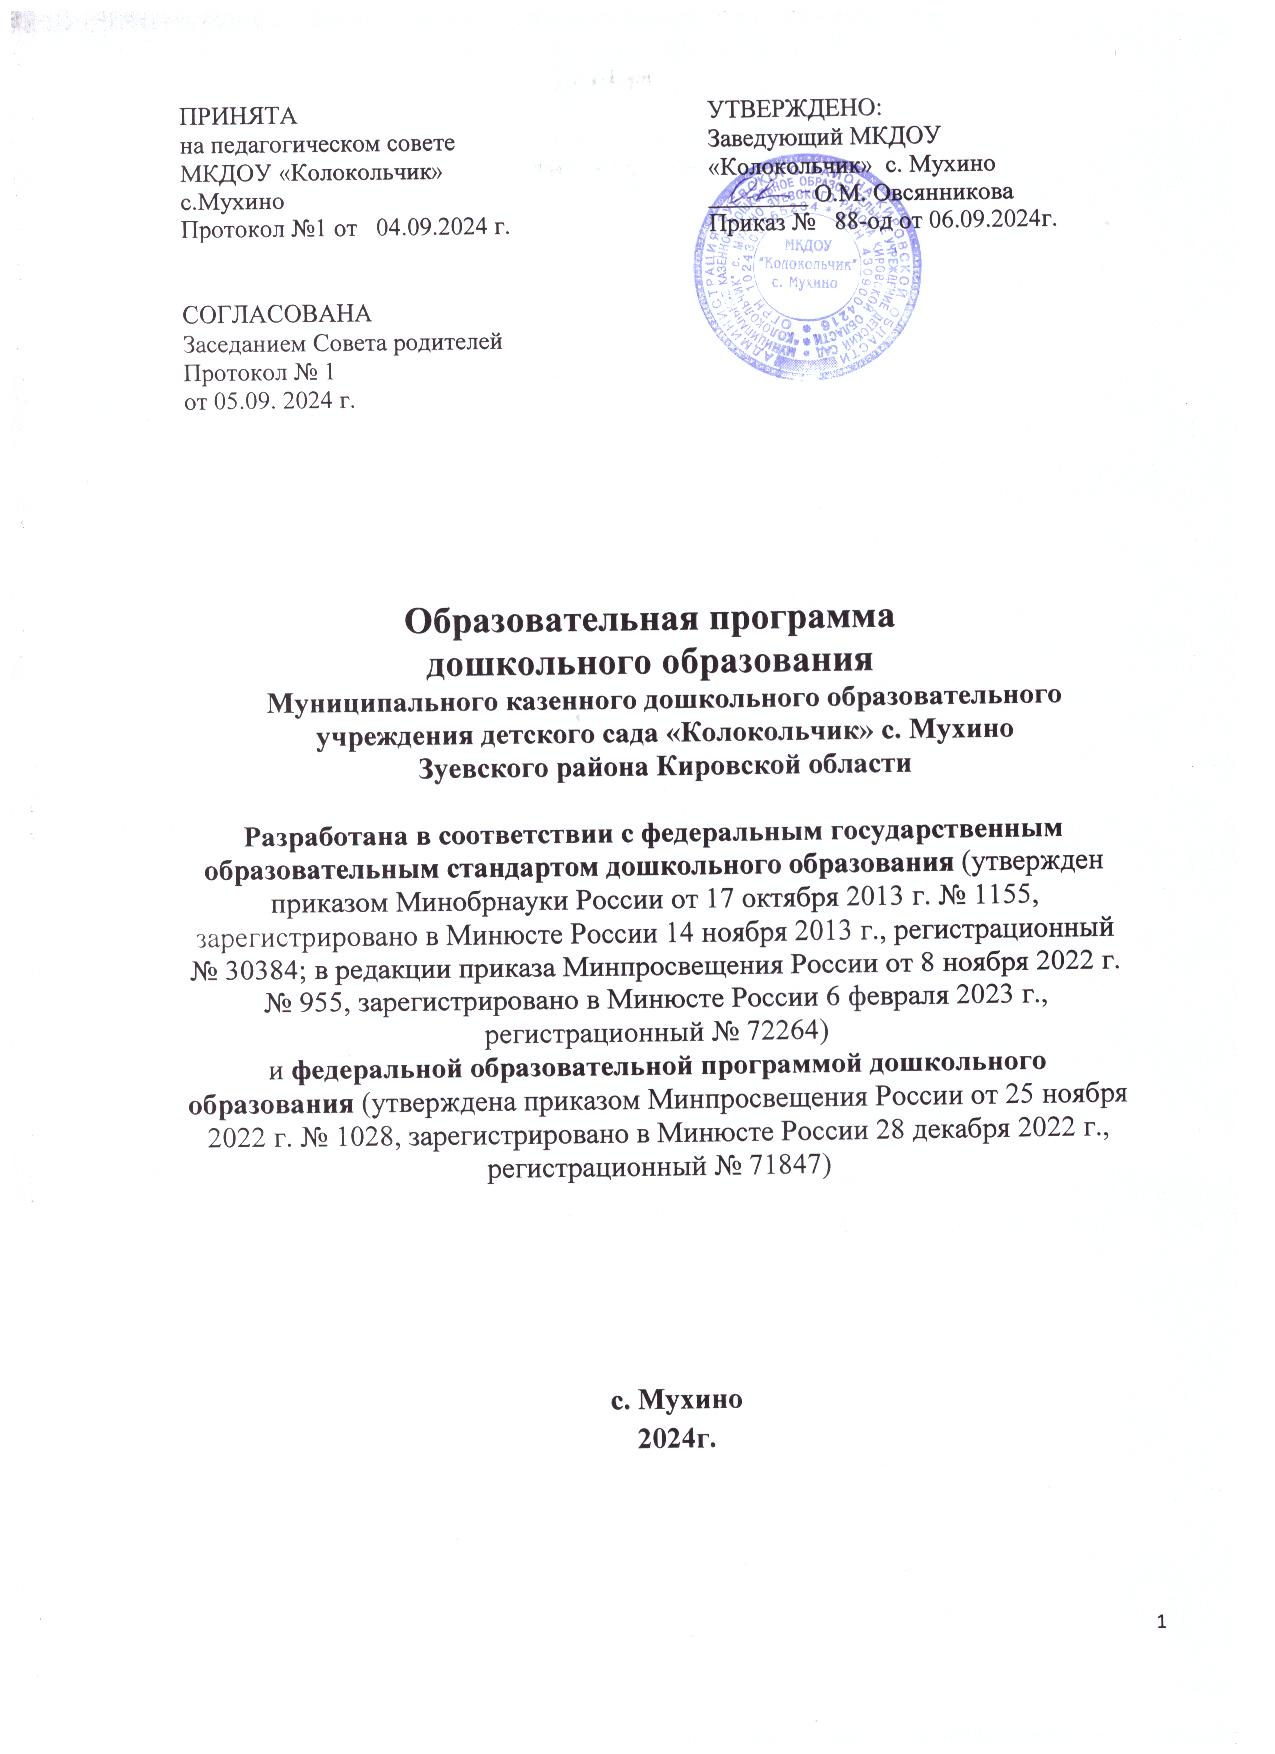 ПРИНЯТА
на педагогическом совете
МКДОУ «Колокольчик»
с.Мухино
Протокол №1 от 04.09.2024 г.
УТВЕРЖДЕНО:
Заведующий МКДОУ
«Колокольчик» с. Мухино
О.М. Овсянникова
Приказ № 88-од от 06.09.2024г.
МКДОУ
"Колокольчик"
с. Мухино
СОГЛАСОВАНА
Заседанием Совета родителей
Протокол № 1
от 05.09. 2024 г.
Образовательная программа
дошкольного образования
Муниципального казенного дошкольного образовательного
учреждения детского сада «Колокольчик» с. Мухино
Зуевского района Кировской области
Разработана в соответствии с федеральным государственным
образовательным стандартом дошкольного образования (утвержден
приказом Минобрнауки России от 17 октября 2013 г. № 1155,
зарегистрировано в Минюсте России 14 ноября 2013 г., регистрационный
№ 30384; в редакции приказа Минпросвещения России от 8 ноября 2022 г.
№ 955, зарегистрировано в Минюсте России 6 февраля 2023 г.,
регистрационный № 72264)
и федеральной образовательной программой дошкольного
образования (утверждена приказом Минпросвещения России от 25 ноября
2022 г. № 1028, зарегистрировано в Минюсте России 28 декабря 2022 г.,
регистрационный № 71847)
с. Мухино
2024г.
1